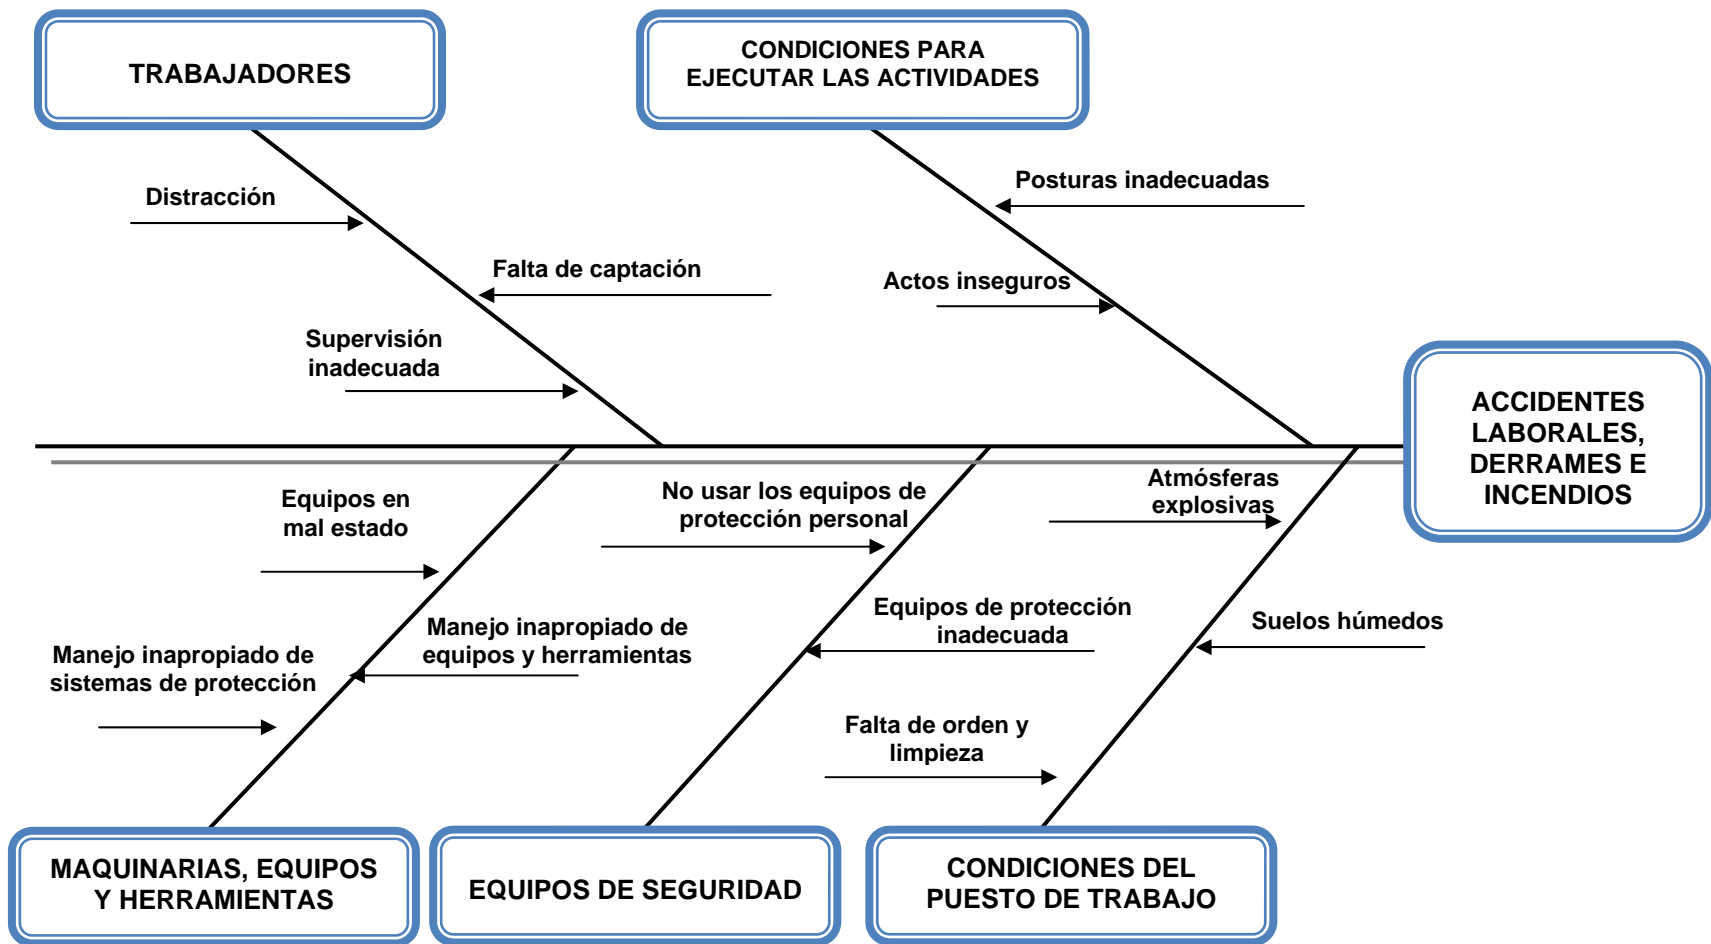 TRABAJADORES
CONDICIONES PARA
EJECUTAR LAS ACTIVIDADES
Distracción
Posturas inadecuadas
Falta de captación
Actos inseguros
Supervisión
inadecuada
ACCIDENTES
LABORALES,
DERRAMES E
INCENDIOS
Equipos en
mal estado
No usar los equipos de
protección personal
Atmósferas
explosivas
Manejo inapropiado de
sistemas de protección
Manejo inapropiado de
equipos y herramientas
Equipos de protección
inadecuada
Suelos húmedos
Falta de orden y
limpieza
MAQUINARIAS, EQUIPOS
Y HERRAMIENTAS
EQUIPOS DE SEGURIDAD
CONDICIONES DEL
PUESTO DE TRABAJO